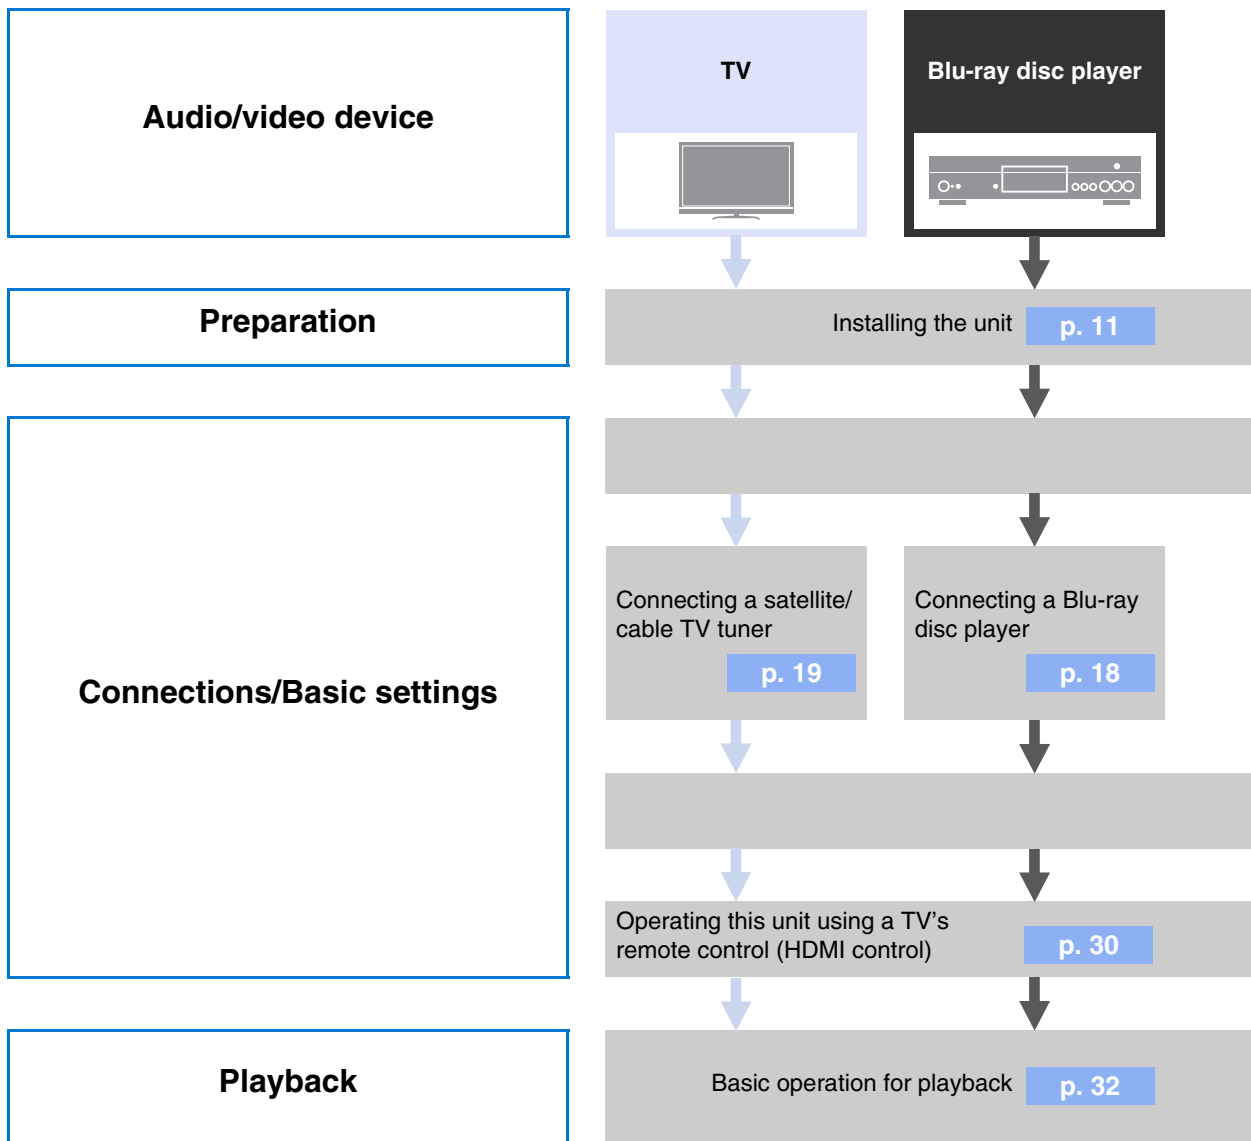 Audio/video device
TV
Blu-ray disc player
Preparation
Installing the unit
p. 11
Connections/Basic settings
Connecting a satellite/
cable TV tuner
p. 19
Connecting a Blu-ray
disc player
p. 18
Operating this unit using a TV’s
remote control (HDMI control)
p. 30
Playback
Basic operation for playback
p. 32